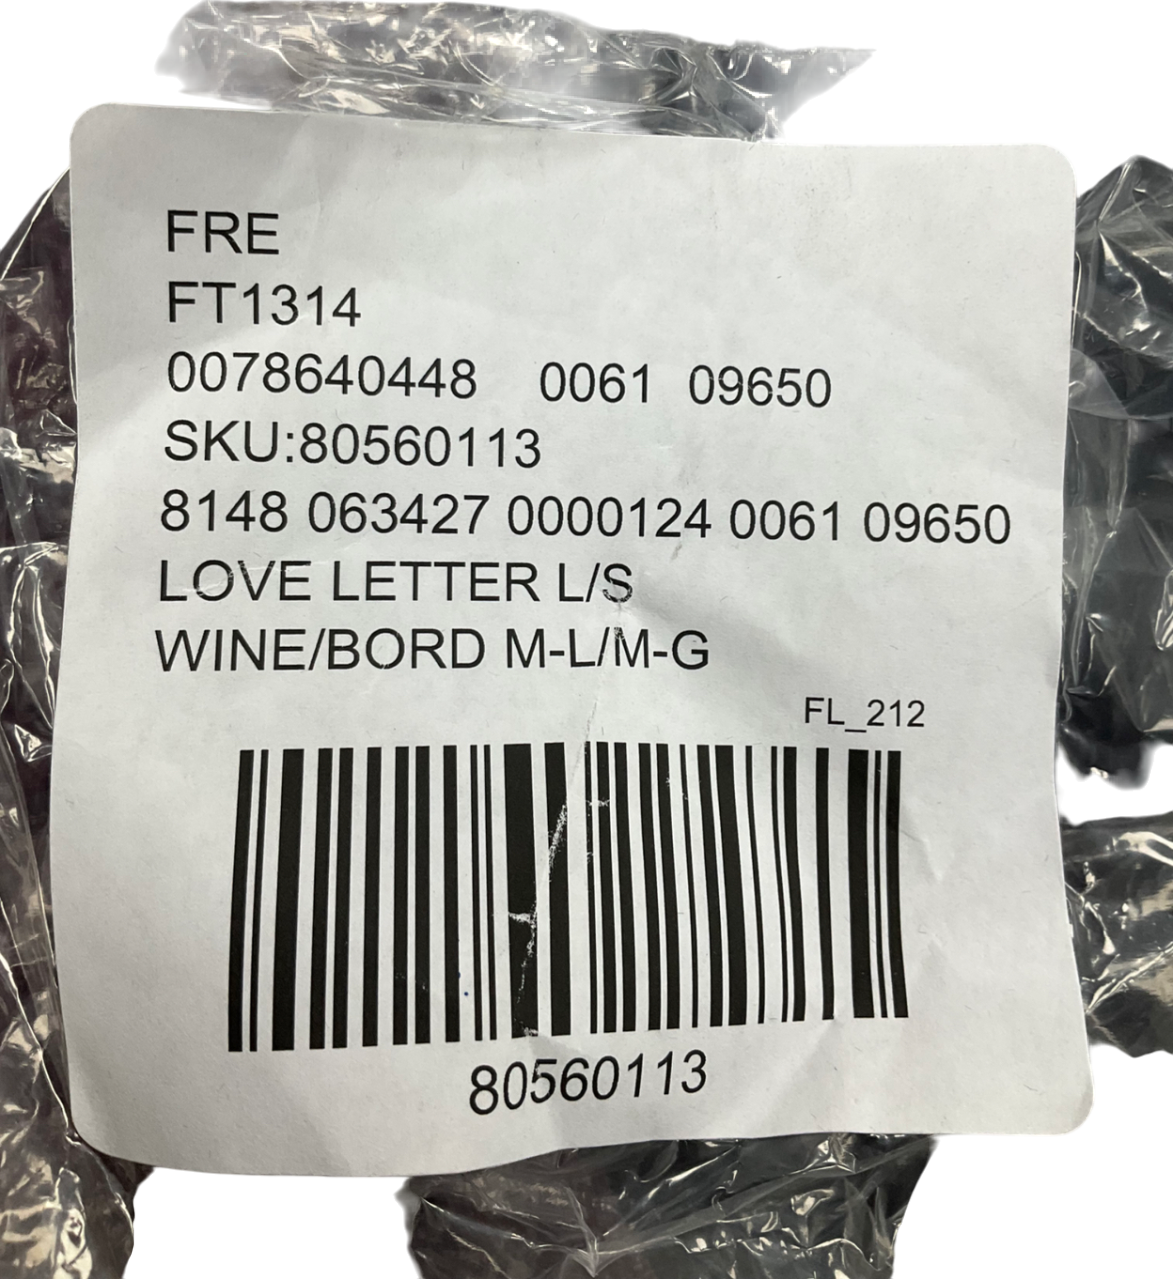 FRE
FT1314
0078640448 0061 09650
SKU:80560113
8148 063427 0000124 0061 09650
LOVE LETTER L/S
WINE/BORD M-L/M-G
FL_212
80560113